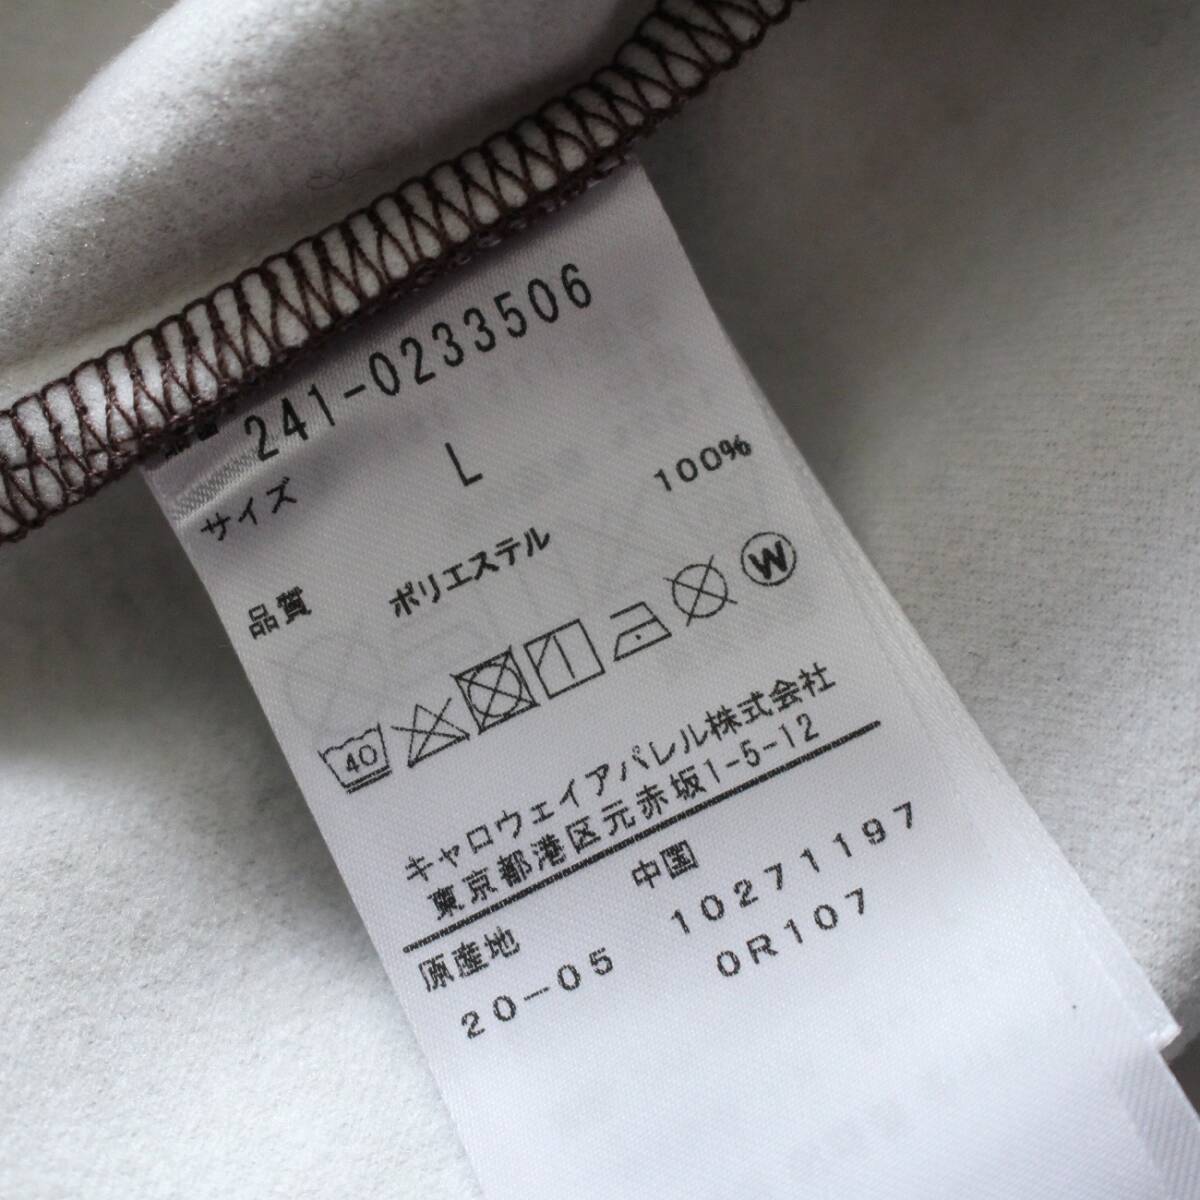 品番 241-0233506
サイズ L
品質 ポリエステル 100%
40 W
キャロウェイアパレル株式会社
東京都港区元赤坂1-5-12
原産地 中国
20-05 10271197
0R107